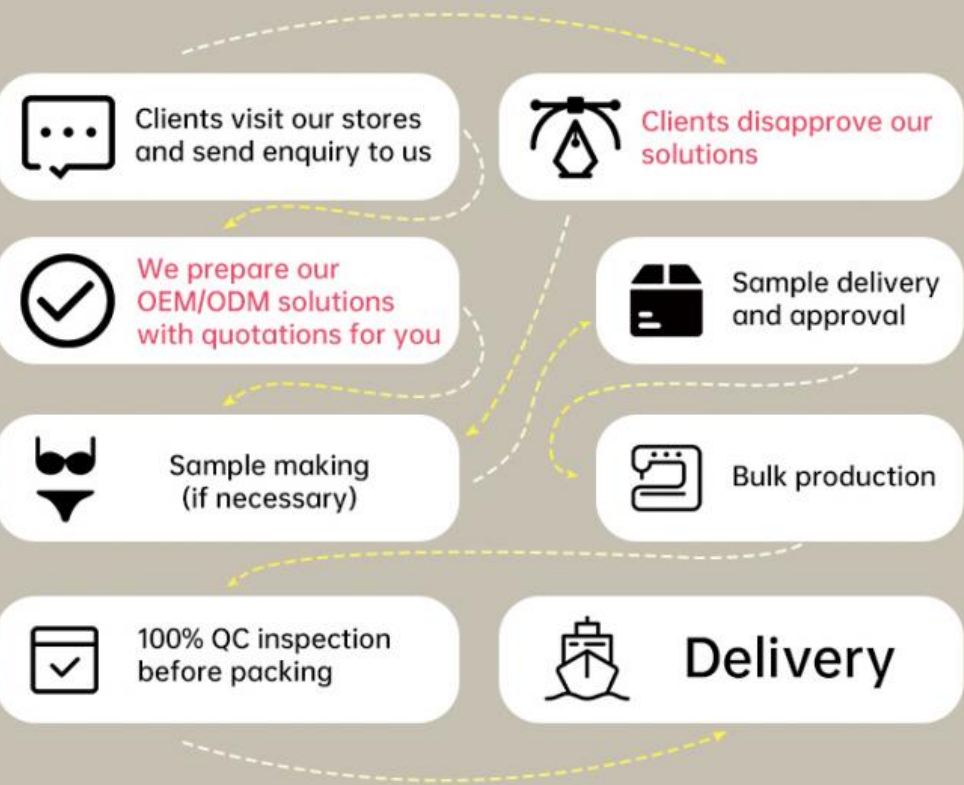 Clients visit our stores
and send enquiry to us
Clients disapprove our
solutions
We prepare our
OEM/ODM solutions
with quotations for you
Sample delivery
and approval
Sample making
(if necessary)
Bulk production
100% QC inspection
before packing
Delivery